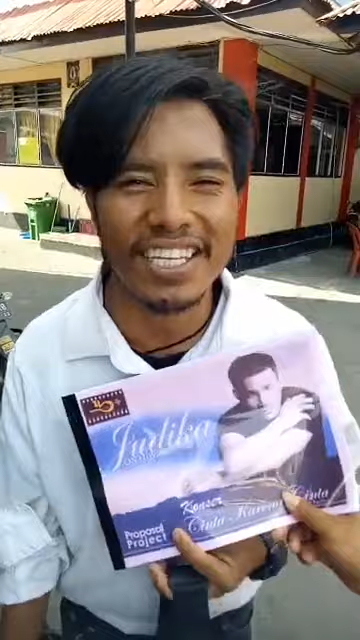 Judika
Konser
Cinta Karena Cinta
Proposal
Project